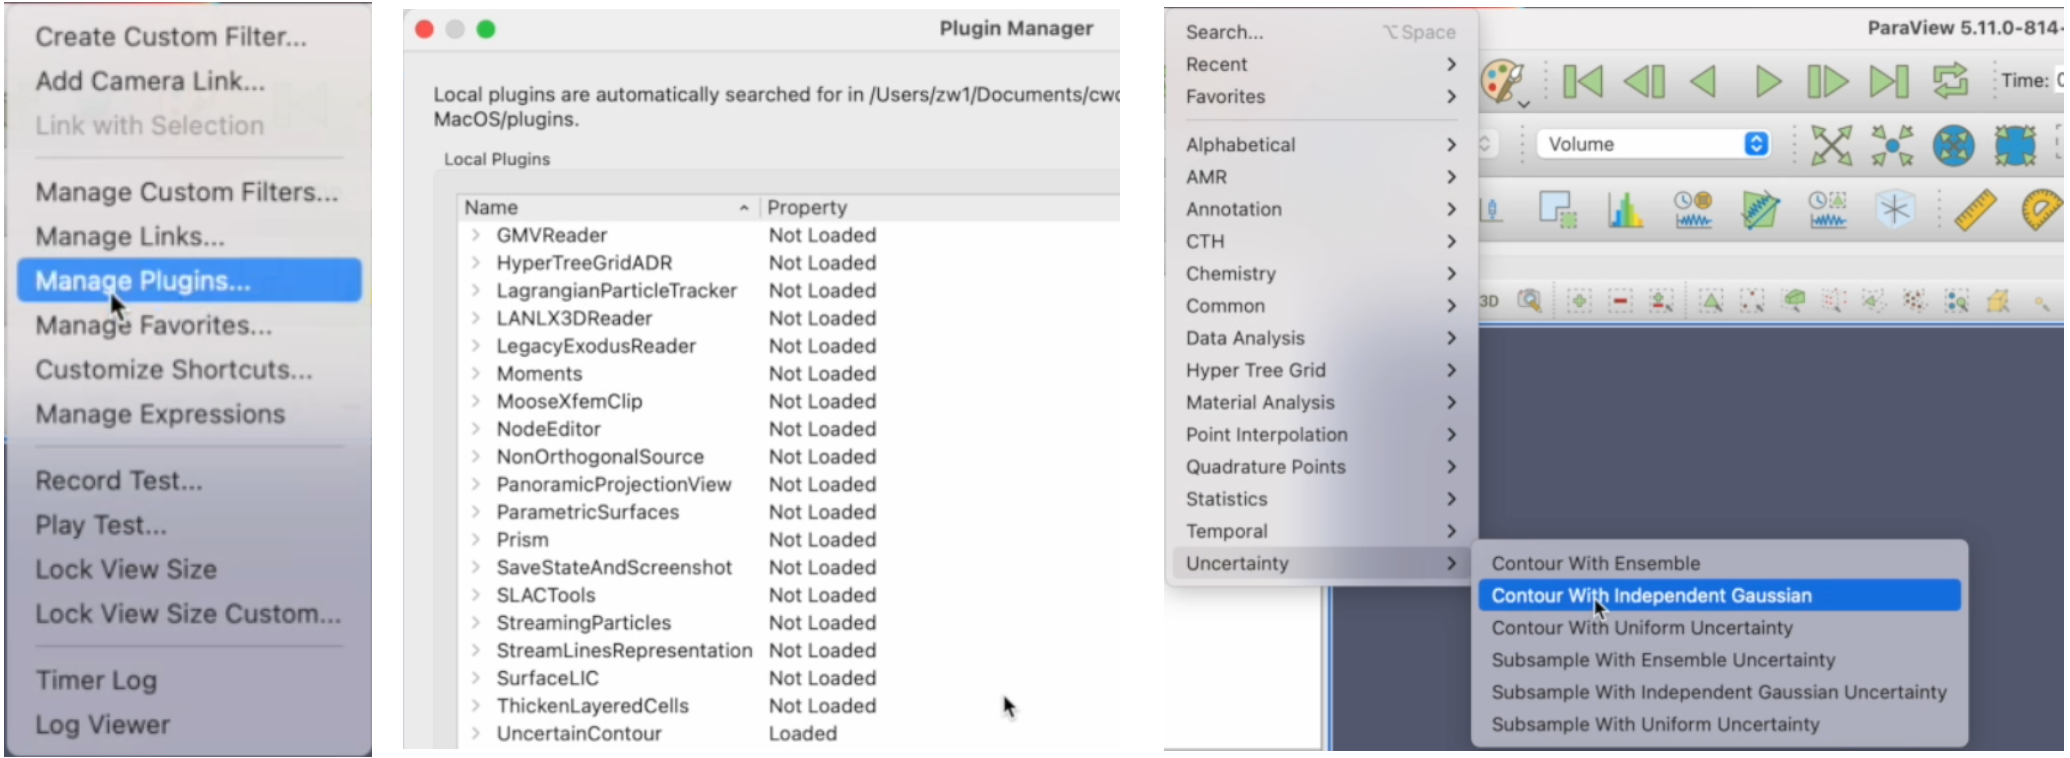 Create Custom Filter...
Add Camera Link...
Link with Selection
Manage Custom Filters...
Manage Links...
Manage Plugins...
Manage Favorites...
Customize Shortcuts...
Manage Expressions
Record Test...
Play Test...
Lock View Size
Lock View Size Custom...
Timer Log
Log Viewer
Plugin Manager
Local plugins are automatically searched for in /Users/zw1/Documents/cwo
MacOS/plugins.
Local Plugins
Name Property
GMVReader Not Loaded
HyperTreeGridADR Not Loaded
LagrangianParticleTracker Not Loaded
LANLX3DReader Not Loaded
LegacyExodusReader Not Loaded
Moments Not Loaded
MooseXfemClip Not Loaded
NodeEditor Not Loaded
NonOrthogonalSource Not Loaded
PanoramicProjectionView Not Loaded
ParametricSurfaces Not Loaded
Prism Not Loaded
SaveStateAndScreenshot Not Loaded
SLACTools Not Loaded
StreamingParticles Not Loaded
StreamLinesRepresentation Not Loaded
SurfaceLIC Not Loaded
ThickenLayeredCells Not Loaded
UncertainContour Loaded
Search... ⌥ Space
Recent
Favorites
Alphabetical
AMR
Annotation
CTH
Chemistry
Common
Data Analysis
Hyper Tree Grid
Material Analysis
Point Interpolation
Quadrature Points
Statistics
Temporal
Uncertainty
ParaView 5.11.0-814-
Time: 0
Volume
3D
Contour With Ensemble
Contour With Independent Gaussian
Contour With Uniform Uncertainty
Subsample With Ensemble Uncertainty
Subsample With Independent Gaussian Uncertainty
Subsample With Uniform Uncertainty